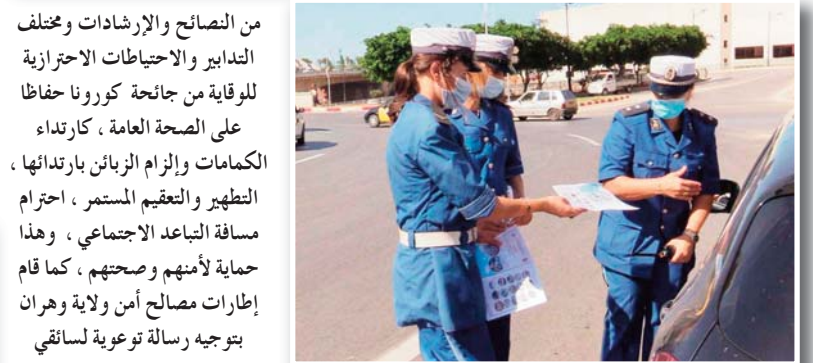 من النصائح والإرشادات ومختلف
التدابير والاحتياطات الاحترازية
للوقاية من جائحة كورونا حفاظا
على الصحة العامة ، كارتداء
الكمامات وإلزام الزبائن بارتدائها ،
التطهير والتعقيم المستمر ، احترام
مسافة التباعد الاجتماعي ، وهذا
حماية لأمنهم وصحتهم ، كما قام
إطارات مصالح أمن ولاية وهران
بتوجيه رسالة توعوية لسائقي